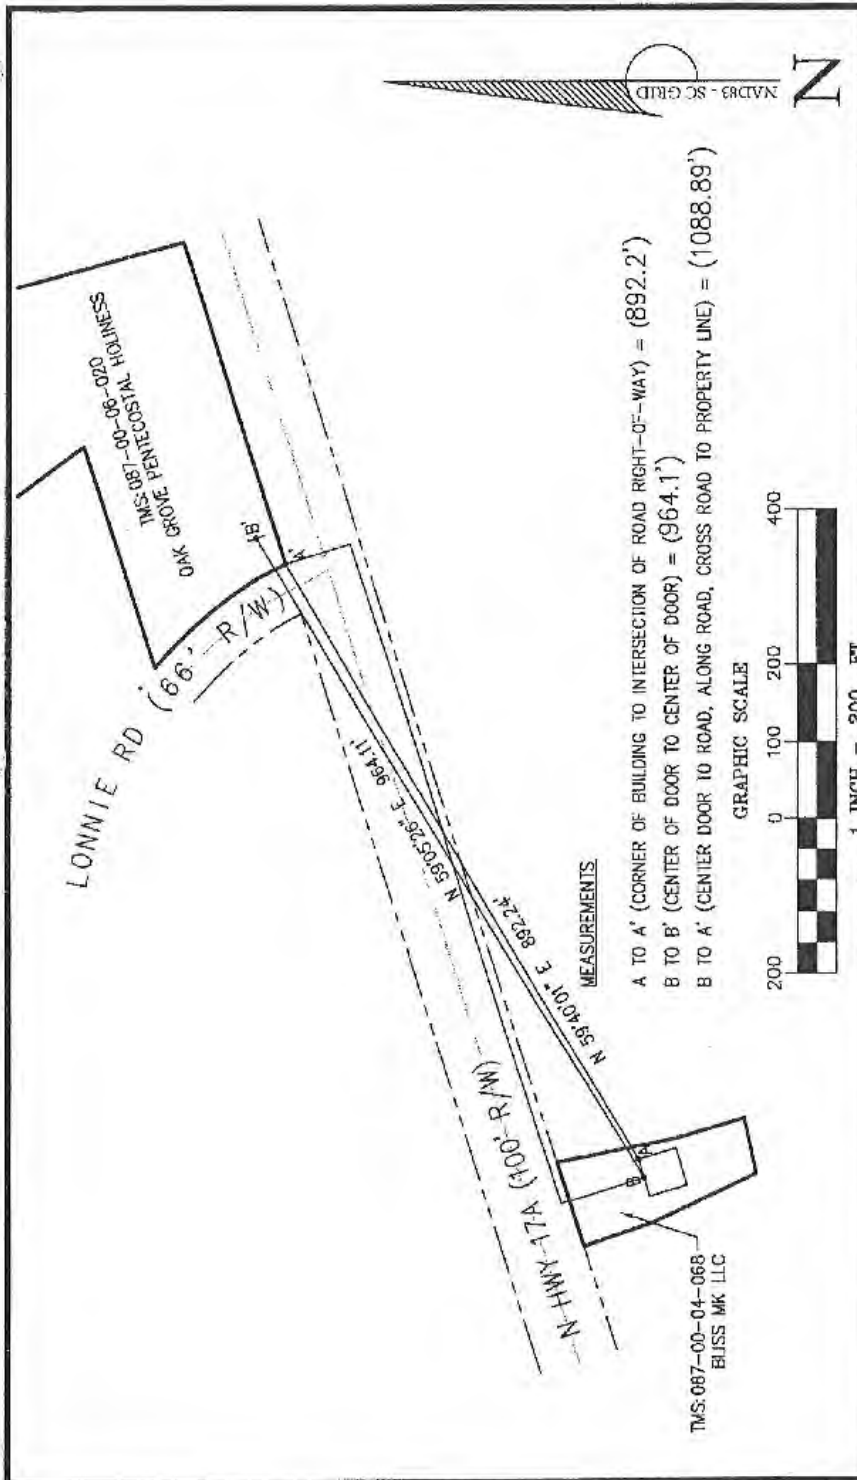 N
NAD83 - SC GRID
LONNIE RD (66' R/W)
TMS:087-00-06-020
OAK GROVE PENTECOSTAL HOLINESS
B'
A'
N 59°05'26" E 964.11'
N 59°40'01" E 892.24'
N HWY 17A (100' R/W)
B
A
TMS:087-00-04-068
BLISS MK LLC
MEASUREMENTS
A TO A' (CORNER OF BUILDING TO INTERSECTION OF ROAD RIGHT-OF-WAY) = (892.2')
B TO B' (CENTER OF DOOR TO CENTER OF DOOR) = (964.1')
B TO A' (CENTER DOOR TO ROAD, ALONG ROAD, CROSS ROAD TO PROPERTY LINE) = (1088.89')
GRAPHIC SCALE
200 0 100 200 400
1 INCH = 200 FT